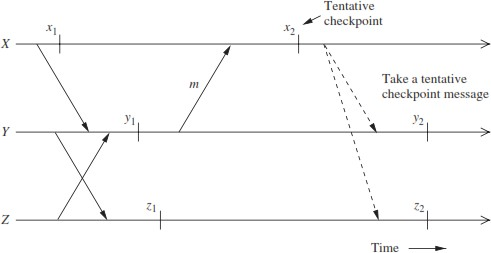 Tentative
checkpoint
X
x1
x2
m
Take a tentative
checkpoint message
Y
y1
y2
Z
z1
z2
Time